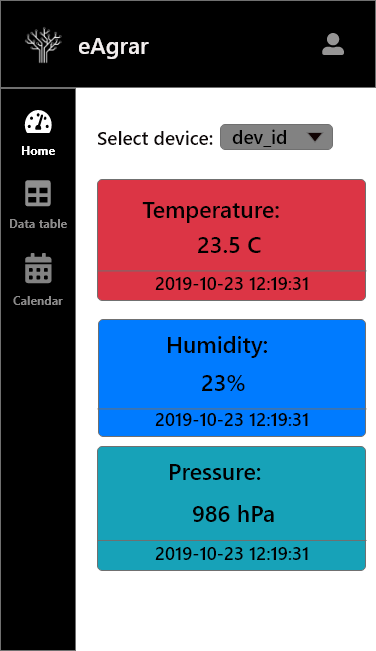 eAgrar
Home
Data table
Calendar
Select device: dev_id
Temperature:
23.5 C
2019-10-23 12:19:31
Humidity:
23%
2019-10-23 12:19:31
Pressure:
986 hPa
2019-10-23 12:19:31